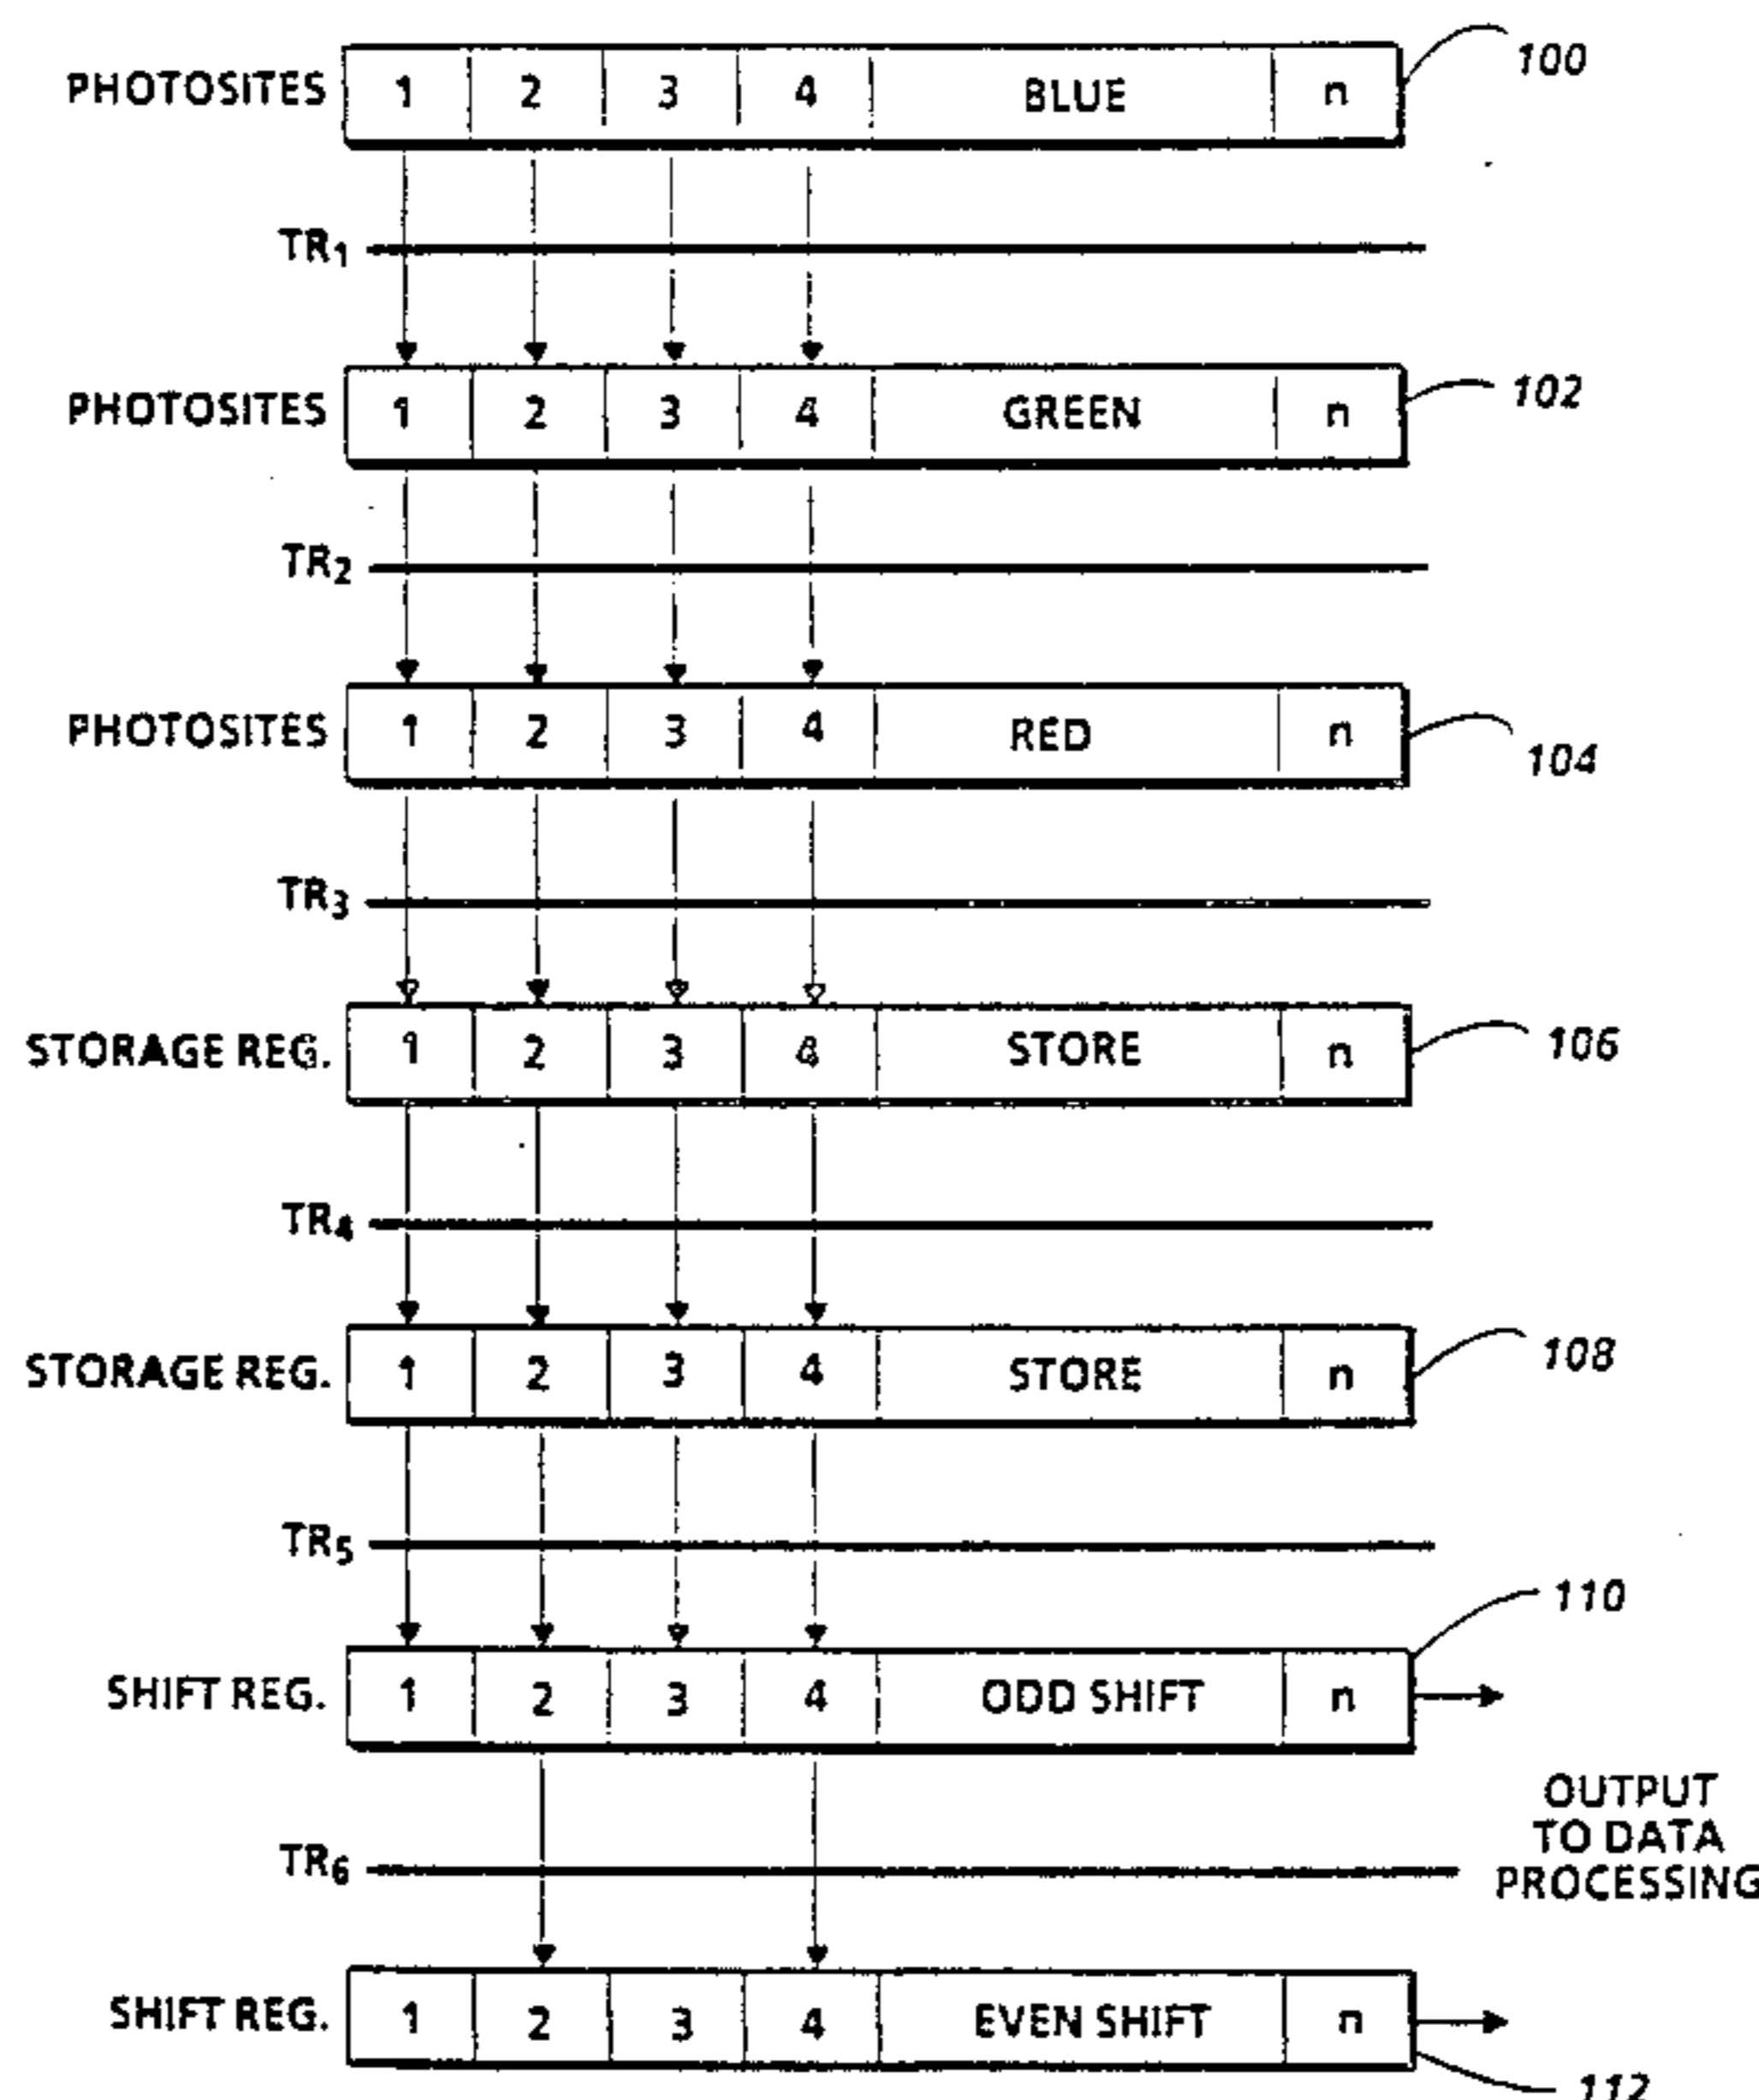 PHOTOSITES 1 2 3 4 BLUE n 100
TR1
PHOTOSITES 1 2 3 4 GREEN n 102
TR2
PHOTOSITES 1 2 3 4 RED n 104
TR3
STORAGE REG. 1 2 3 4 STORE n 106
TR4
STORAGE REG. 1 2 3 4 STORE n 108
TR5
SHIFT REG. 1 2 3 4 ODD SHIFT n 110
OUTPUT
TO DATA
PROCESSING
TR6
SHIFT REG. 1 2 3 4 EVEN SHIFT n 112